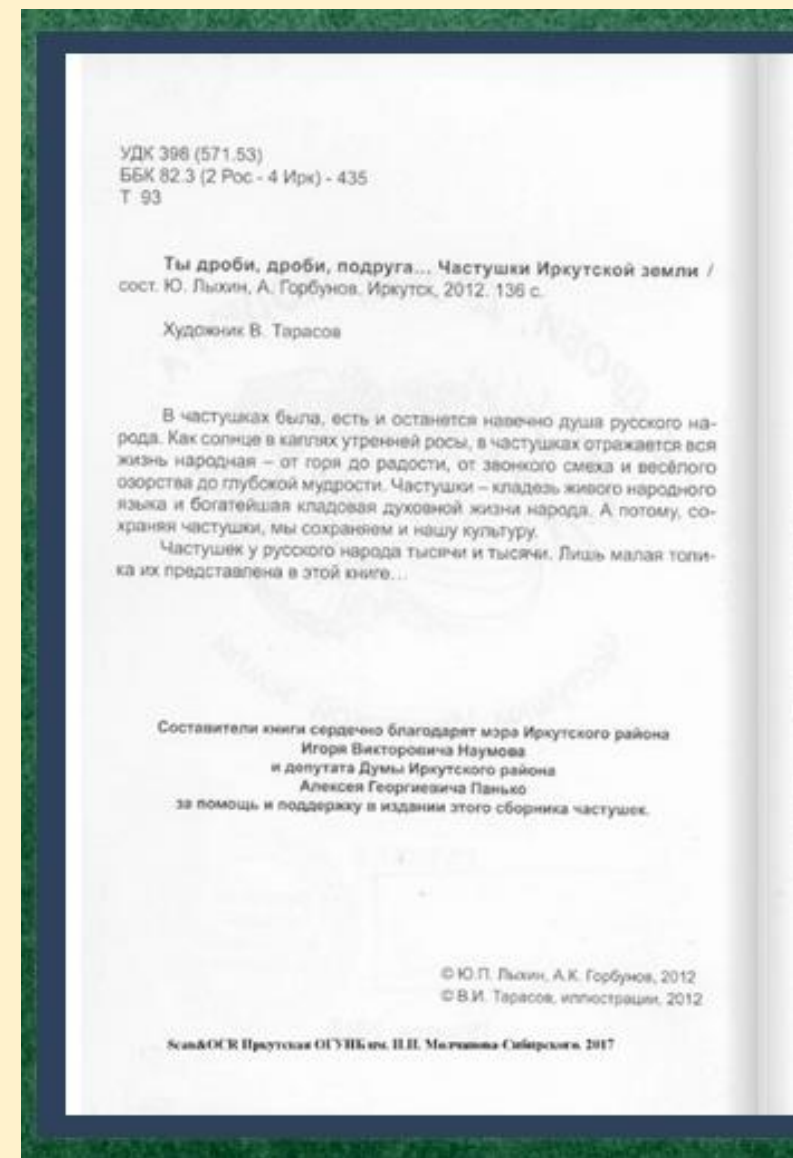 УДК 398 (571.53)
ББК 82.3 (2 Рос - 4 Ирк) - 435
Т 93
Ты дроби, дроби, подруга... Частушки Иркутской земли /
сост. Ю. Лыхин, А. Горбунов. Иркутск, 2012. 136 с.
Художник В. Тарасов
В частушках была, есть и останется навечно душа русского на-
рода. Как солнце в каплях утренней росы, в частушках отражается вся
жизнь народная – от горя до радости, от звонкого смеха и весёлого
озорства до глубокой мудрости. Частушки – кладезь живого народного
языка и богатейшая кладовая духовной жизни народа. А потому, со-
храняя частушки, мы сохраняем и нашу культуру.
Частушек у русского народа тысячи и тысячи. Лишь малая толи-
ка их представлена в этой книге...
Составители книги сердечно благодарят мэра Иркутского района
Игоря Викторовича Наумова
и депутата Думы Иркутского района
Алексея Георгиевича Панько
за помощь и поддержку в издании этого сборника частушек.
© Ю.П. Лыхин, А.К. Горбунов, 2012
© В.И. Тарасов, иллюстрации, 2012
Scan&OCR Иркутская ОГУНБ им. И.И. Молчанова-Сибирского. 2017